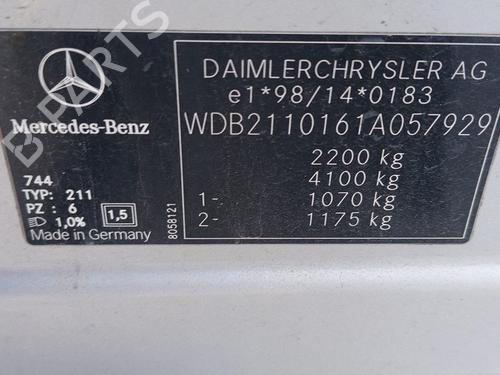 DAIMLERCHRYSLER AG
e1*98/14*0183
WDB2110161A057929
2200 kg
4100 kg
1- 1070 kg
2- 1175 kg
Mercedes-Benz
744
TYP: 211
PZ : 6
1,0% 1,5
Made in Germany
8058121
B-PARTS